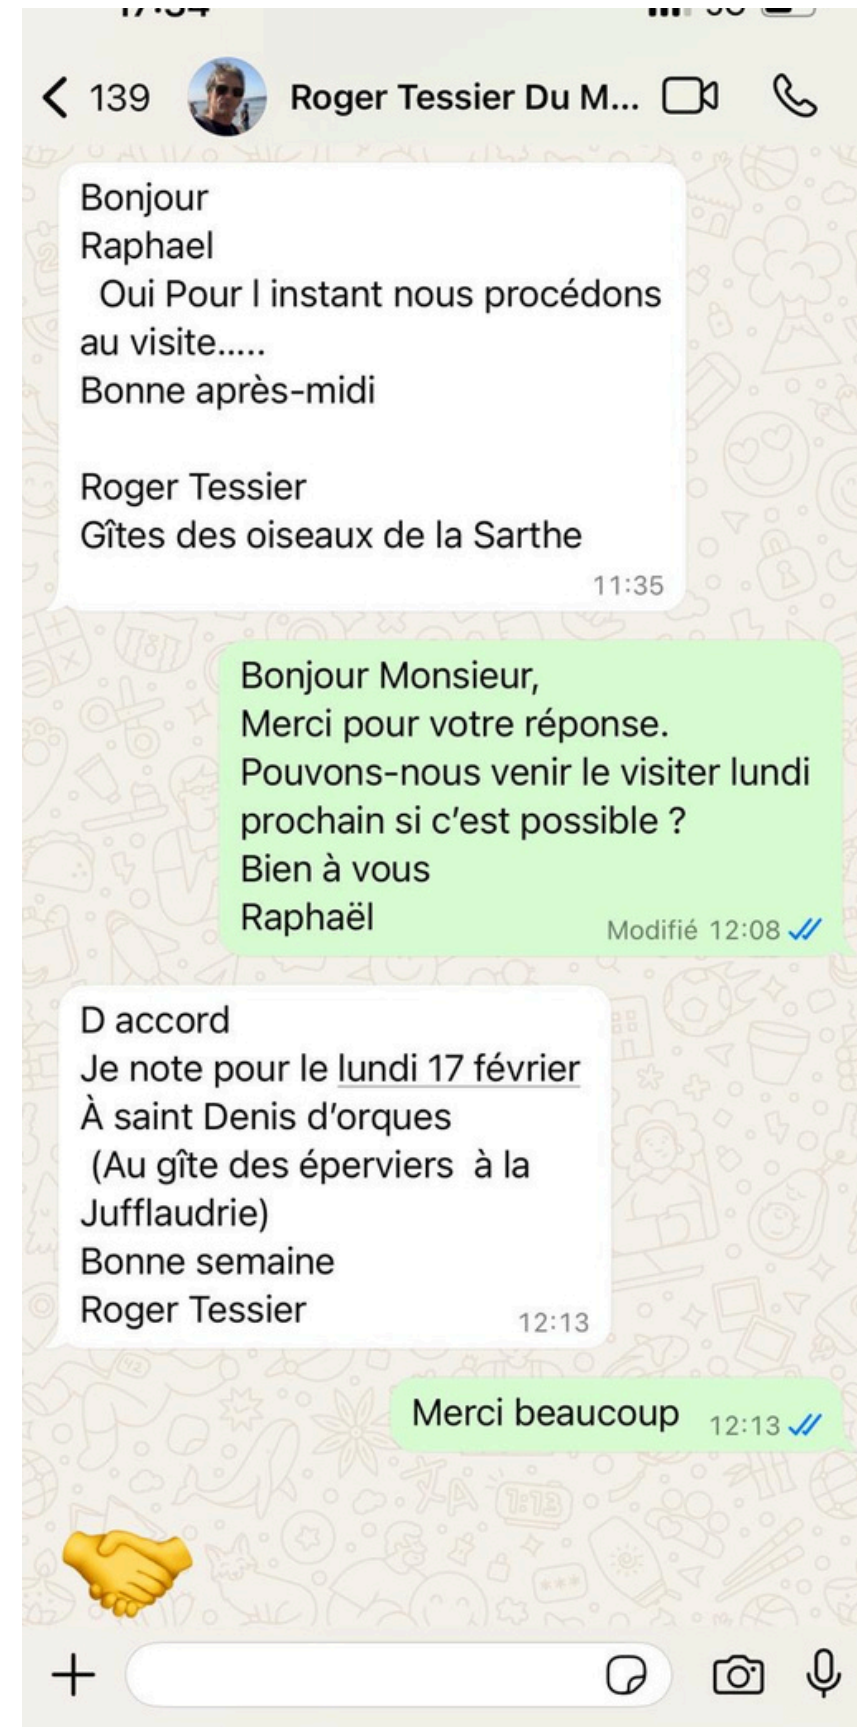 139 Roger Tessier Du M...
Bonjour
Raphael
Oui Pour l instant nous procédons
au visite.....
Bonne après-midi
Roger Tessier
Gîtes des oiseaux de la Sarthe
11:35
Bonjour Monsieur,
Merci pour votre réponse.
Pouvons-nous venir le visiter lundi
prochain si c'est possible ?
Bien à vous
Raphaël
Modifié 12:08
D accord
Je note pour le lundi 17 février
À saint Denis d'orques
(Au gîte des éperviers à la
Jufflaudrie)
Bonne semaine
Roger Tessier
12:13
Merci beaucoup 12:13